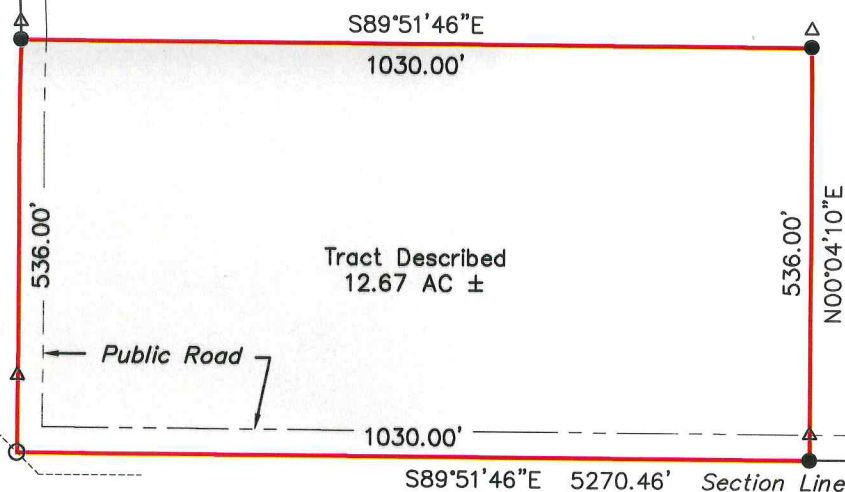 S89°51'46"E
1030.00'
536.00'
Tract Described
12.67 AC ±
536.00'
N00°04'10"E
Public Road
1030.00'
S89°51'46"E 5270.46' Section Line